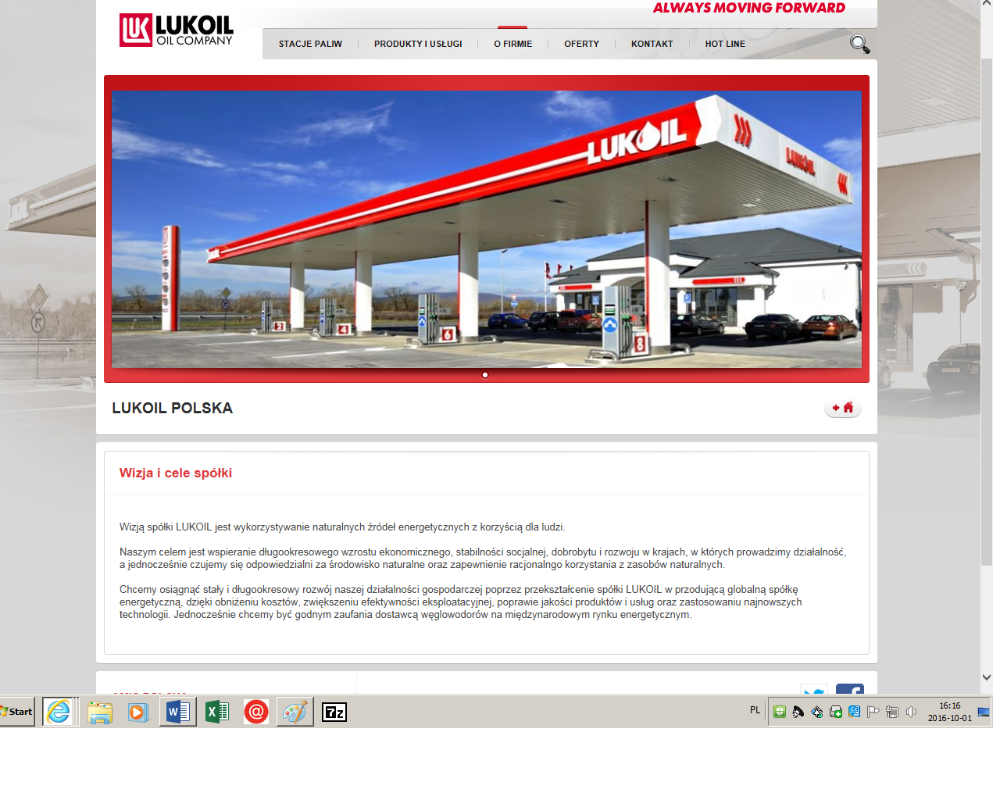 ALWAYS MOVING FORWARD
LUKOIL
OIL COMPANY
STACJE PALIW
PRODUKTY I USŁUGI
O FIRMIE
OFERTY
KONTAKT
HOT LINE
LUKOIL
LUKOIL
2
4
6
8
LUKOIL POLSKA
Wizja i cele spółki
Wizją spółki LUKOIL jest wykorzystywanie naturalnych źródeł energetycznych z korzyścią dla ludzi.
Naszym celem jest wspieranie długookresowego wzrostu ekonomicznego, stabilności socjalnej, dobrobytu i rozwoju w krajach, w których prowadzimy działalność,
a jednocześnie czujemy się odpowiedzialni za środowisko naturalne oraz zapewnienie racjonalngo korzystania z zasobów naturalnych.
Chcemy osiągnąć stały i długookresowy rozwój naszej działalności gospodarczej poprzez przekształcenie spółki LUKOIL w przodującą globalną spółkę
energetyczną, dzięki obniżeniu kosztów, zwiększeniu efektywności eksploatacyjnej, poprawie jakości produktów i usług oraz zastosowaniu najnowszych
technologii. Jednocześnie chcemy być godnym zaufania dostawcą węglowodorów na międzynarodowym rynku energetycznym.
Start
PL
16:16
2016-10-01